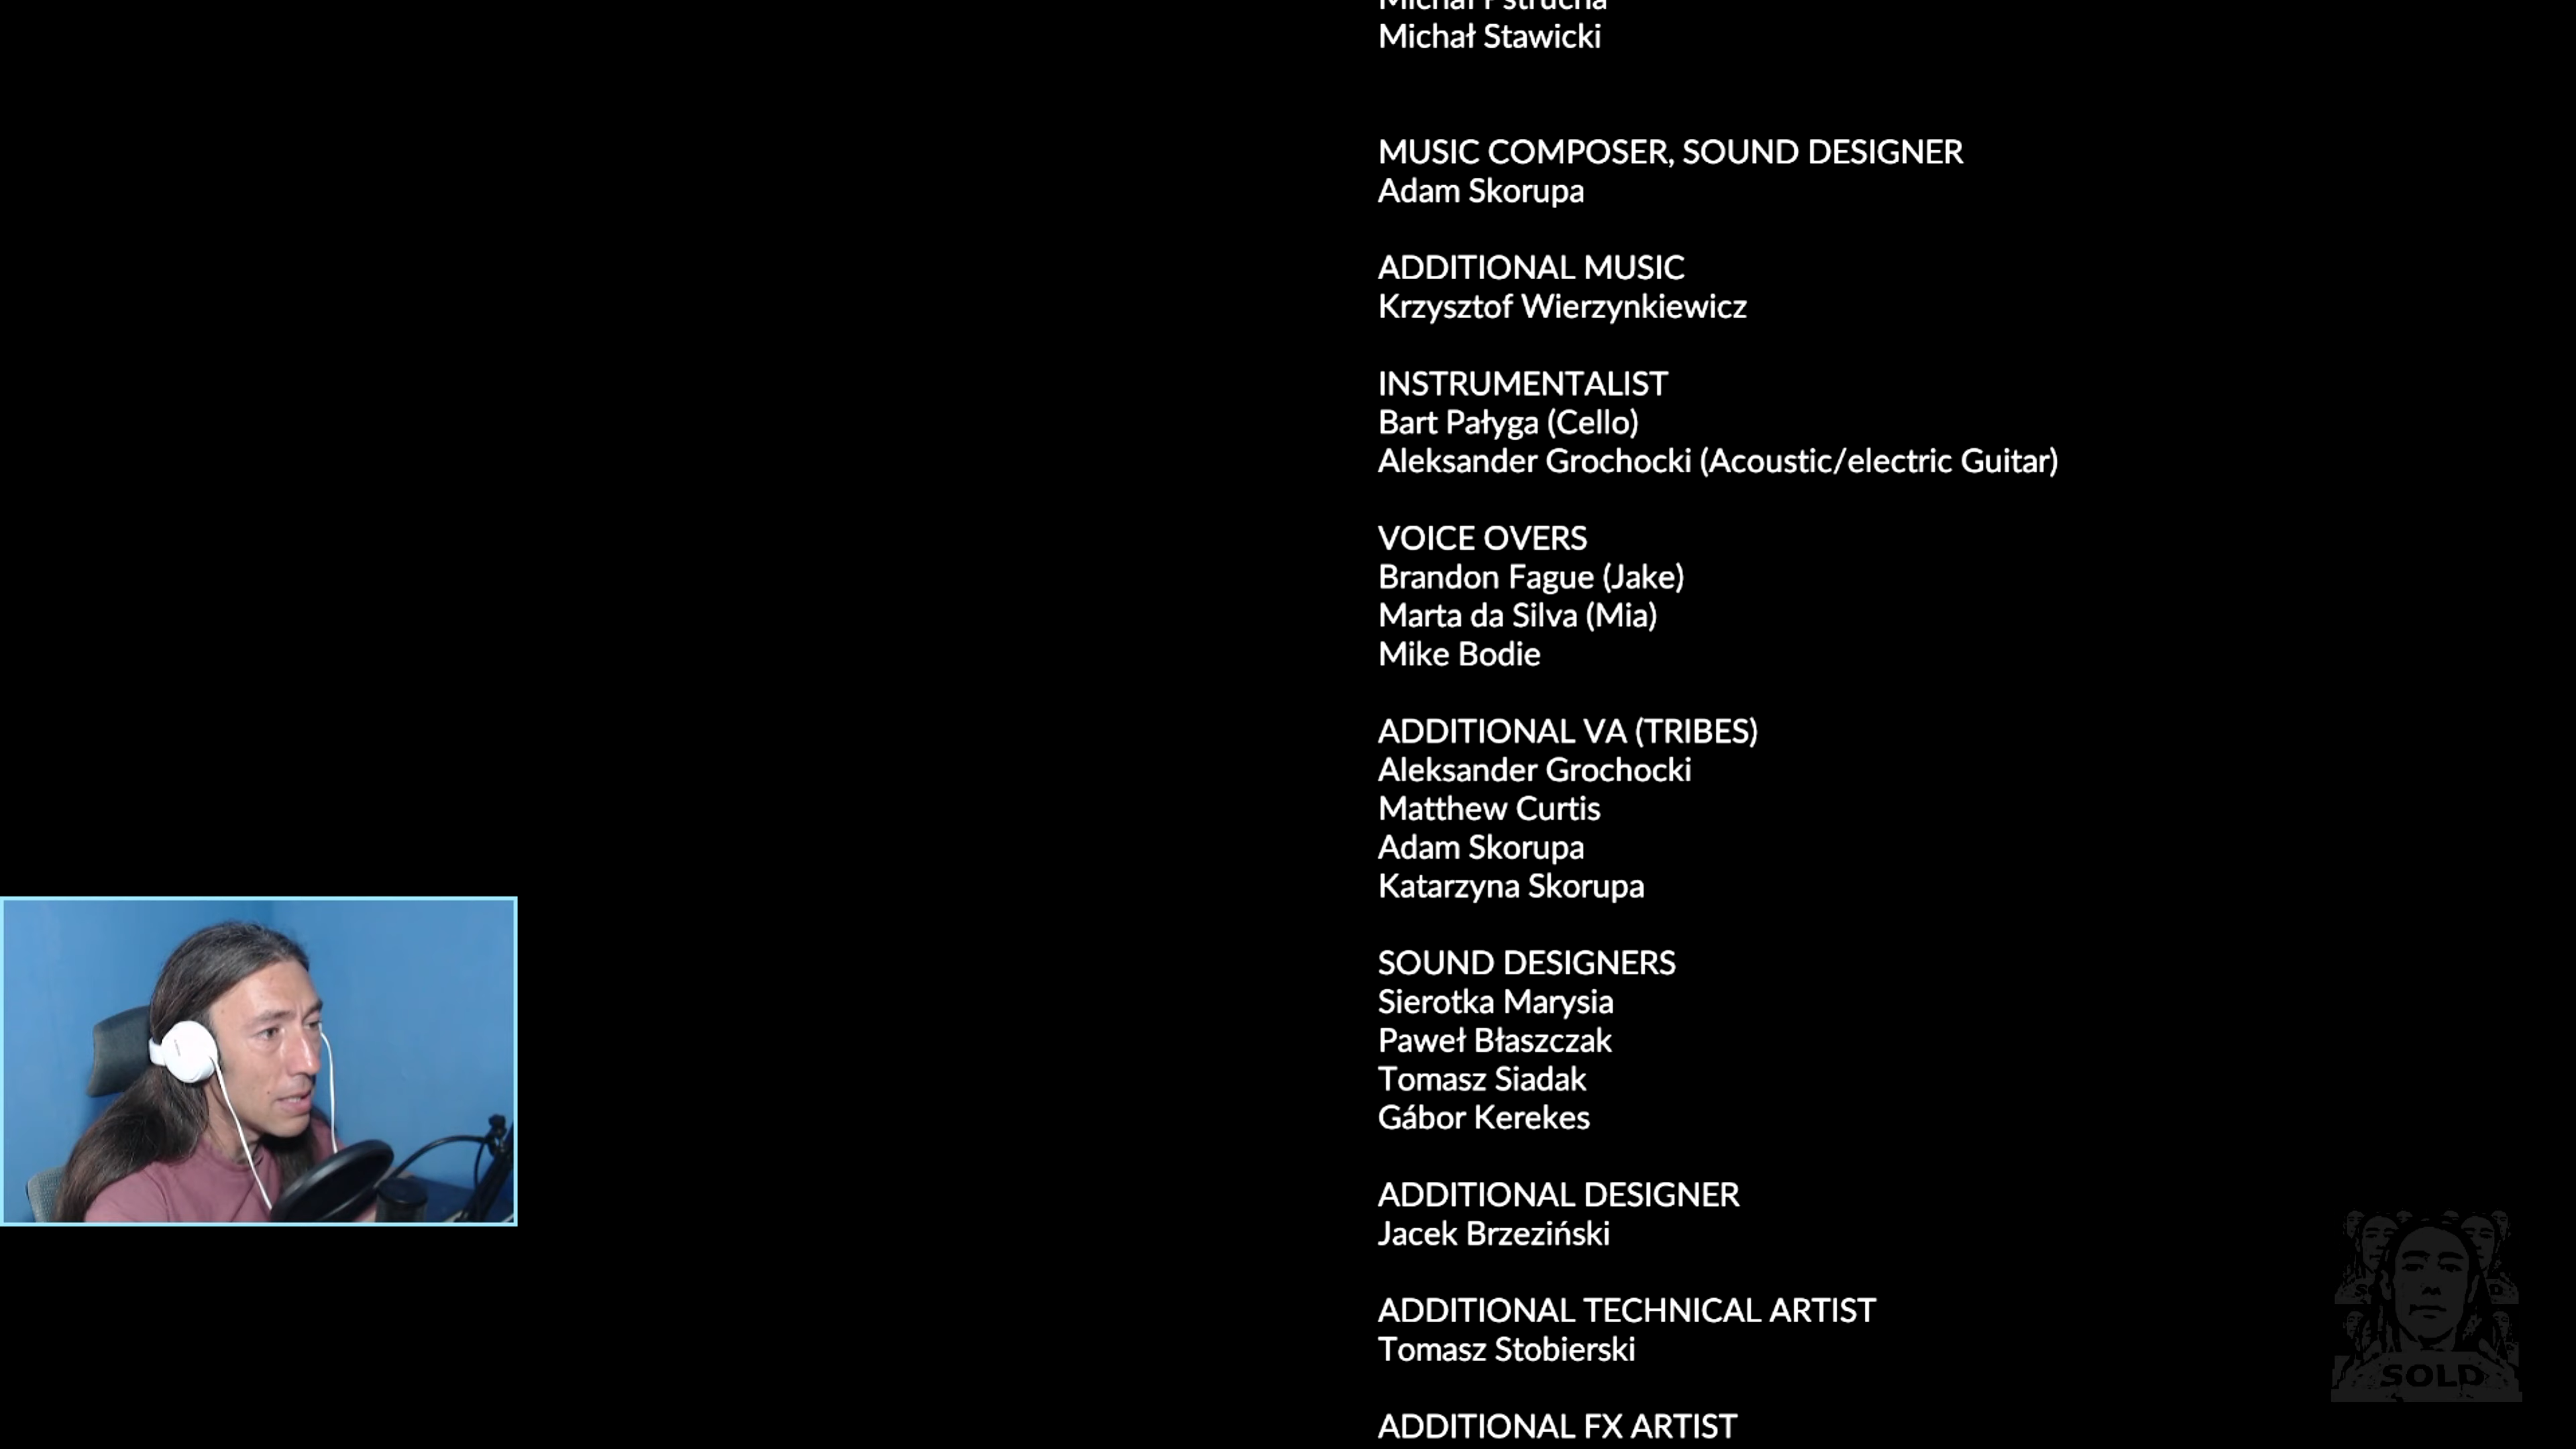 Michał Pstrucha
Michał Stawicki
MUSIC COMPOSER, SOUND DESIGNER
Adam Skorupa
ADDITIONAL MUSIC
Krzysztof Wierzynkiewicz
INSTRUMENTALIST
Bart Pałyga (Cello)
Aleksander Grochocki (Acoustic/electric Guitar)
VOICE OVERS
Brandon Fague (Jake)
Marta da Silva (Mia)
Mike Bodie
ADDITIONAL VA (TRIBES)
Aleksander Grochocki
Matthew Curtis
Adam Skorupa
Katarzyna Skorupa
SOUND DESIGNERS
Sierotka Marysia
Paweł Błaszczak
Tomasz Siadak
Gábor Kerekes
ADDITIONAL DESIGNER
Jacek Brzeziński
ADDITIONAL TECHNICAL ARTIST
Tomasz Stobierski
SOLD
ADDITIONAL FX ARTIST